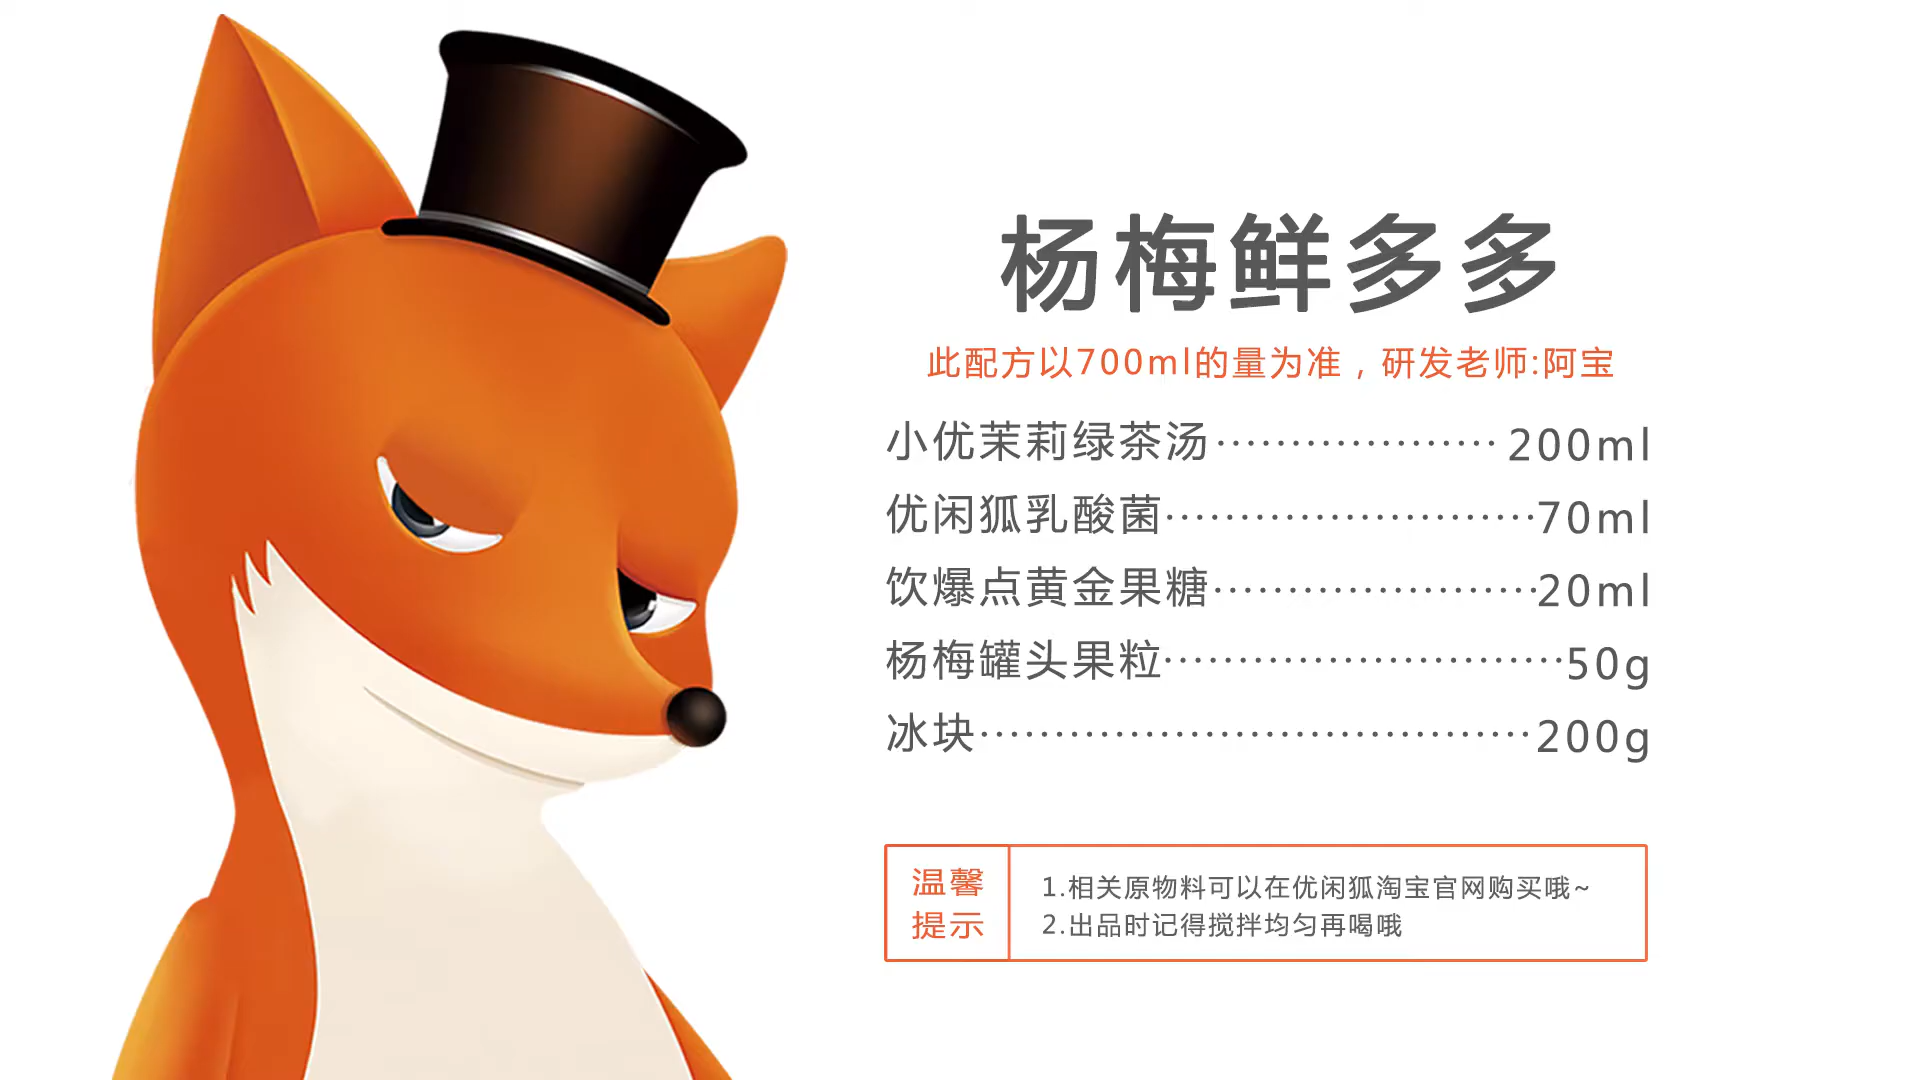 杨梅鲜多多
此配方以700ml的量为准，研发老师:阿宝
小优茉莉绿茶汤··················· 200ml
优闲狐乳酸菌·························70ml
饮爆点黄金果糖······················20ml
杨梅罐头果粒···························50g
冰块······································200g
温馨
提示
1.相关原物料可以在优闲狐淘宝官网购买哦~
2.出品时记得搅拌均匀再喝哦